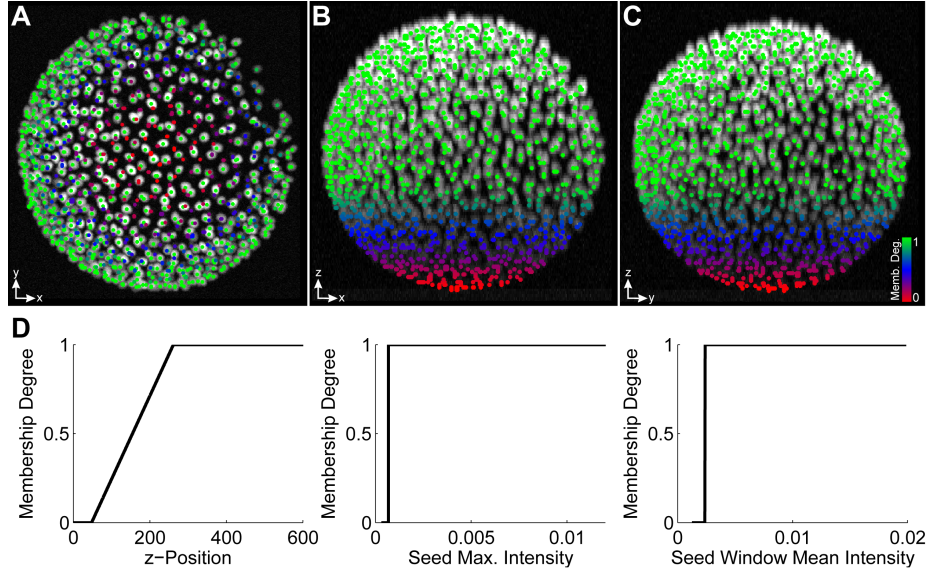 A
B
C
y
x
z
x
z
y
Memb. Deg.
1
0
D
Membership Degree
1
0.5
0
0
200
400
600
z−Position
Membership Degree
1
0.5
0
0
0.005
0.01
Seed Max. Intensity
Membership Degree
1
0.5
0
0
0.01
0.02
Seed Window Mean Intensity